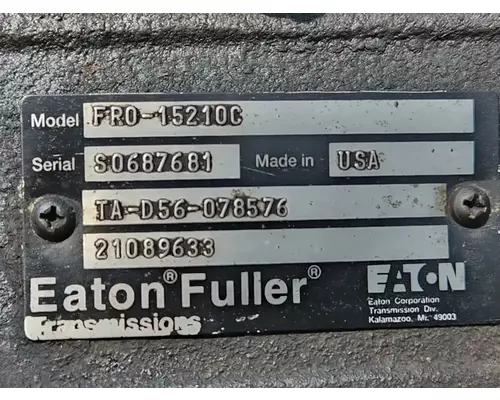 Model FRO-15210C
Serial S0687681 Made in USA
TA-D56-078576
21089633
Eaton® Fuller® EATON
Transmissions
Eaton Corporation
Transmission Div.
Kalamazoo, Mi. 49003